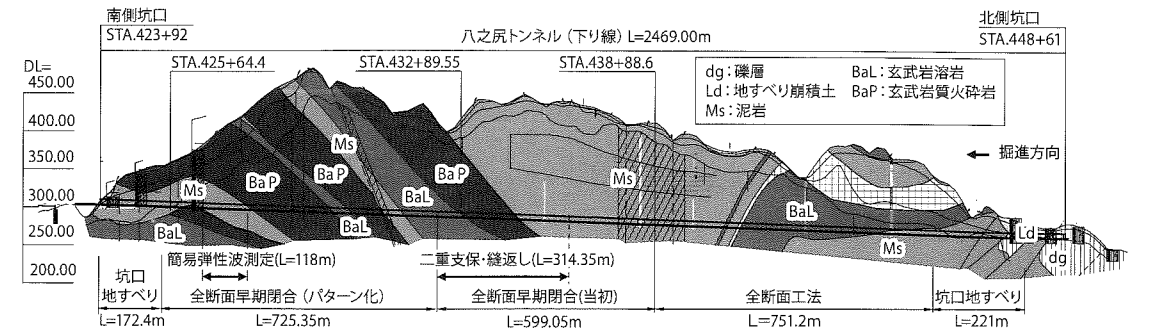 南側坑口
STA.423+92
北側坑口
STA.448+61
八之尻トンネル(下り線) L=2469.00m
STA.425+64.4
STA.432+89.55
STA.438+88.6
DL=
450.00
400.00
350.00
300.00
250.00
200.00
dg:礫層
BaL:玄武岩溶岩
Ld:地すべり崩積土
BaP:玄武岩質火砕岩
Ms:泥岩
掘進方向
Ms
Ba P
Ms
Ba P
Ba P
BaL
Ms
BaL
BaL
BaL
Ms
Ld
dg
簡易弾性波測定(L=118m)
二重支保・縫返し(L=314.35m)
坑口
地すべり
全断面早期閉合(パターン化)
全断面早期閉合(当初)
全断面工法
坑口地すべり
L=172.4m
L=725.35m
L=599.05m
L=751.2m
L=221m